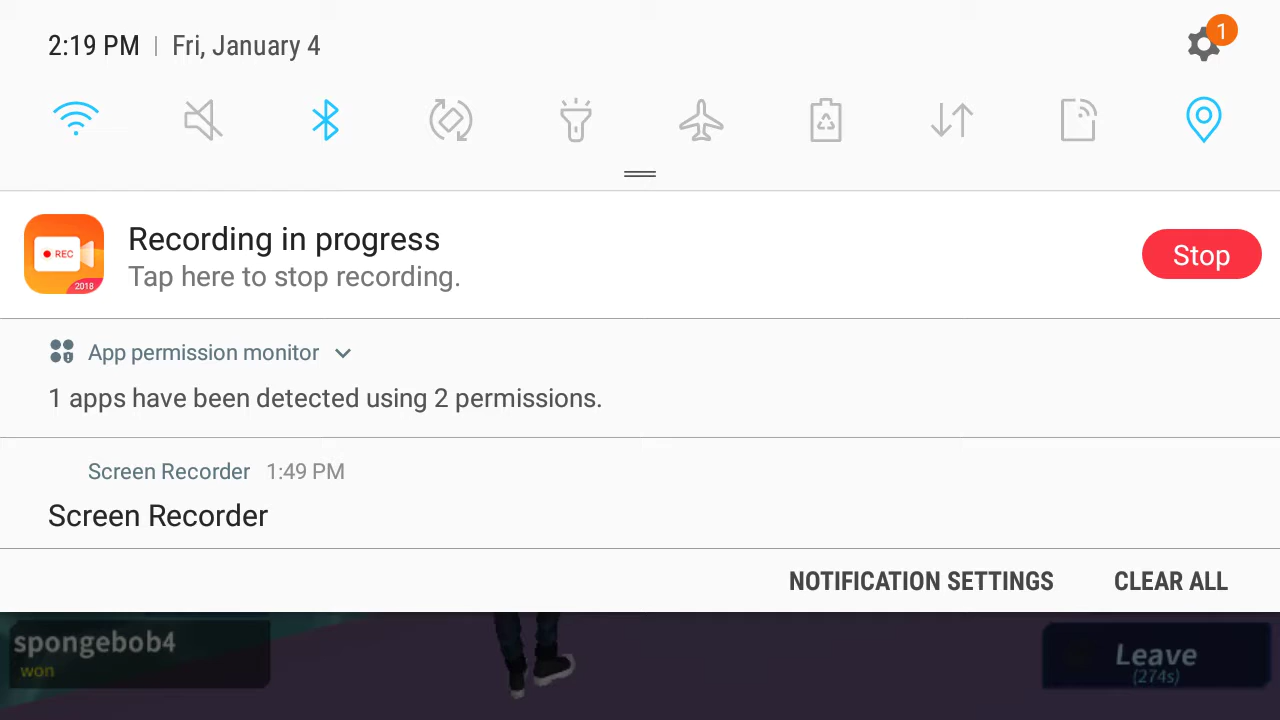 2:19 PM | Fri, January 4
1
REC
2018
Recording in progress
Tap here to stop recording.
Stop
App permission monitor
1 apps have been detected using 2 permissions.
Screen Recorder 1:49 PM
Screen Recorder
NOTIFICATION SETTINGS CLEAR ALL
spongebob4
won
Leave
(274s)